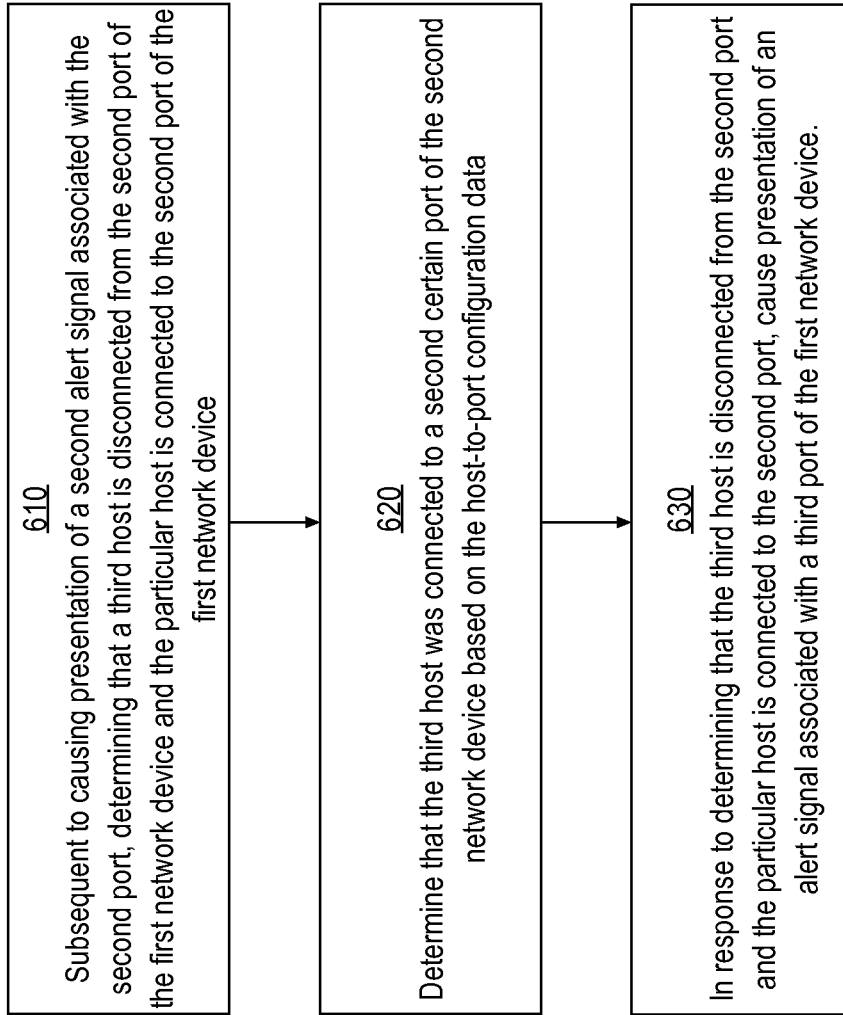 610
Subsequent to causing presentation of a second alert signal associated with the
second port, determining that a third host is disconnected from the second port of
the first network device and the particular host is connected to the second port of the
first network device
620
Determine that the third host was connected to a second certain port of the second
network device based on the host-to-port configuration data
630
In response to determining that the third host is disconnected from the second port
and the particular host is connected to the second port, cause presentation of an
alert signal associated with a third port of the first network device.